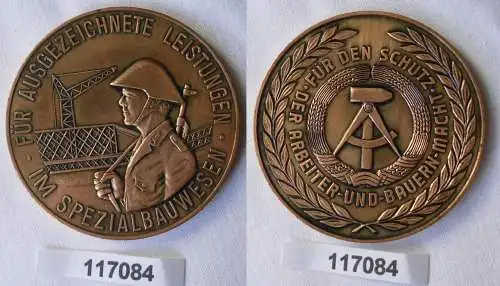 · FÜR AUSGEZEICHNETE LEISTUNGEN ·
IM SPEZIALBAUWESEN
· FÜR DEN SCHUTZ ·
DER ARBEITER-UND-BAUERN-MACHT
117084
117084